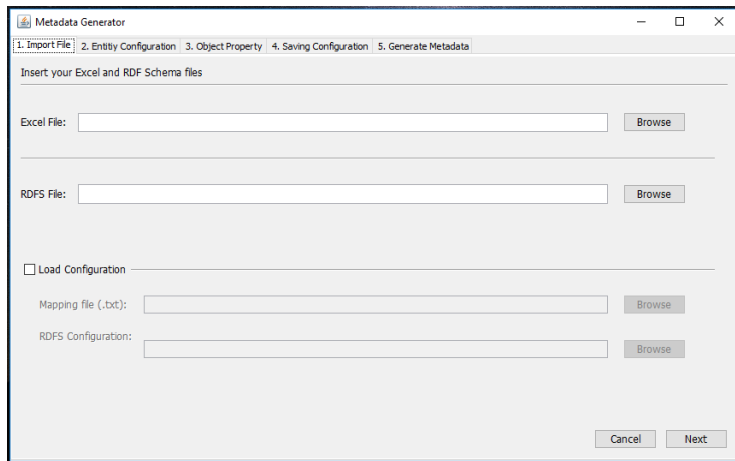 Metadata Generator
1. Import File 2. Entitiy Configuration 3. Object Property 4. Saving Configuration 5. Generate Metadata
Insert your Excel and RDF Schema files
Excel File: Browse
RDFS File: Browse
Load Configuration
Mapping file (.txt): Browse
RDFS Configuration:
Browse
Cancel Next